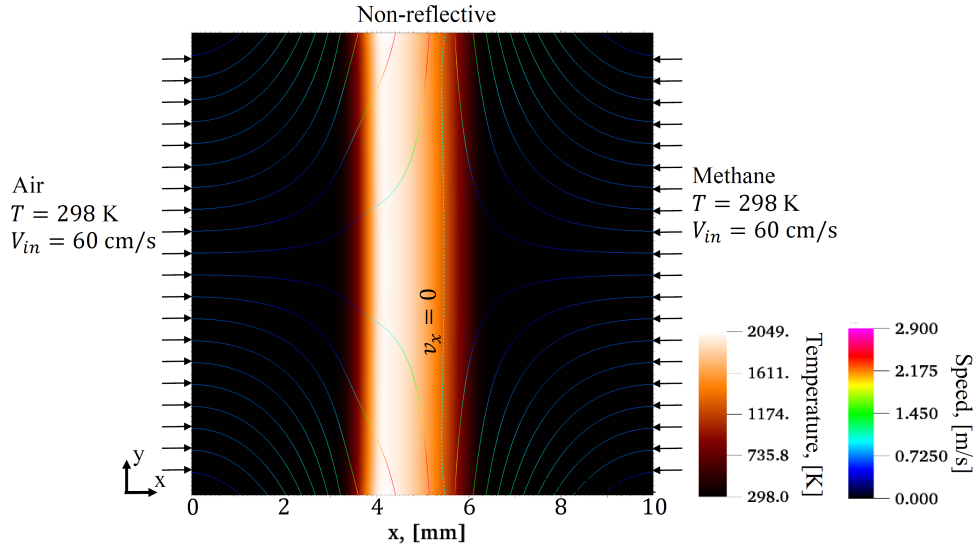 Non-reflective
Air
T = 298 K
V_in = 60 cm/s
Methane
T = 298 K
V_in = 60 cm/s
v_x = 0
2049.
1611.
1174.
735.8
298.0
Temperature, [K]
2.900
2.175
1.450
0.7250
0.000
Speed, [m/s]
y
x
0 2 4 6 8 10
x, [mm]